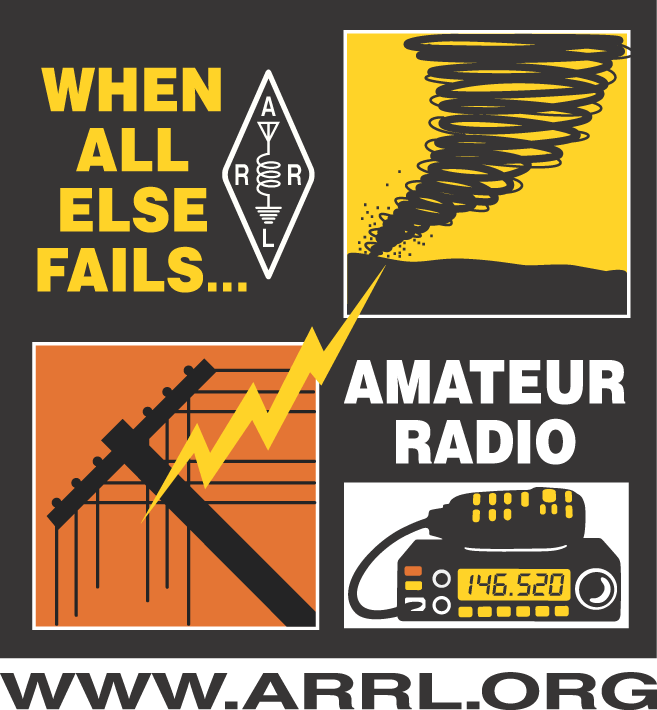 WHEN
ALL
ELSE
FAILS...
A
R R
L
AMATEUR
RADIO
146.520
WWW.ARRL.ORG